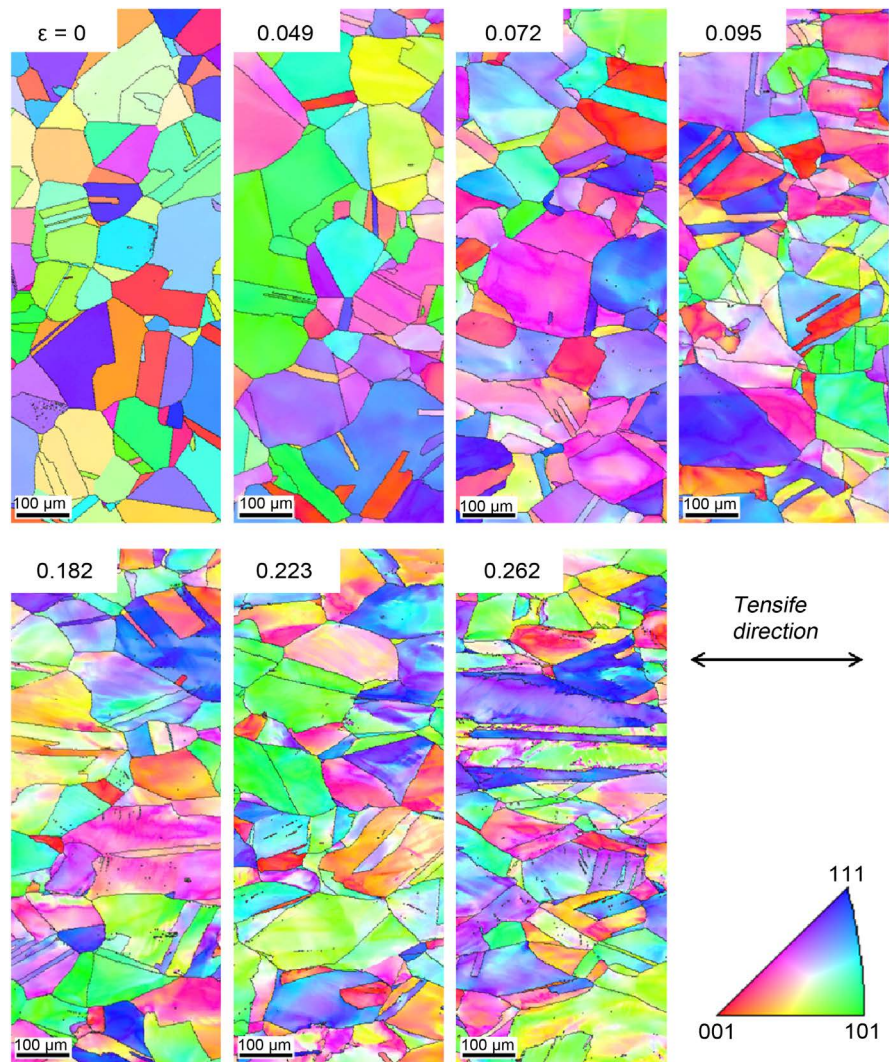 ε = 0
0.049
0.072
0.095
100 µm
100 µm
100 µm
100 µm
0.182
0.223
0.262
Tensife
direction
111
001
101
100 µm
100 µm
100 µm